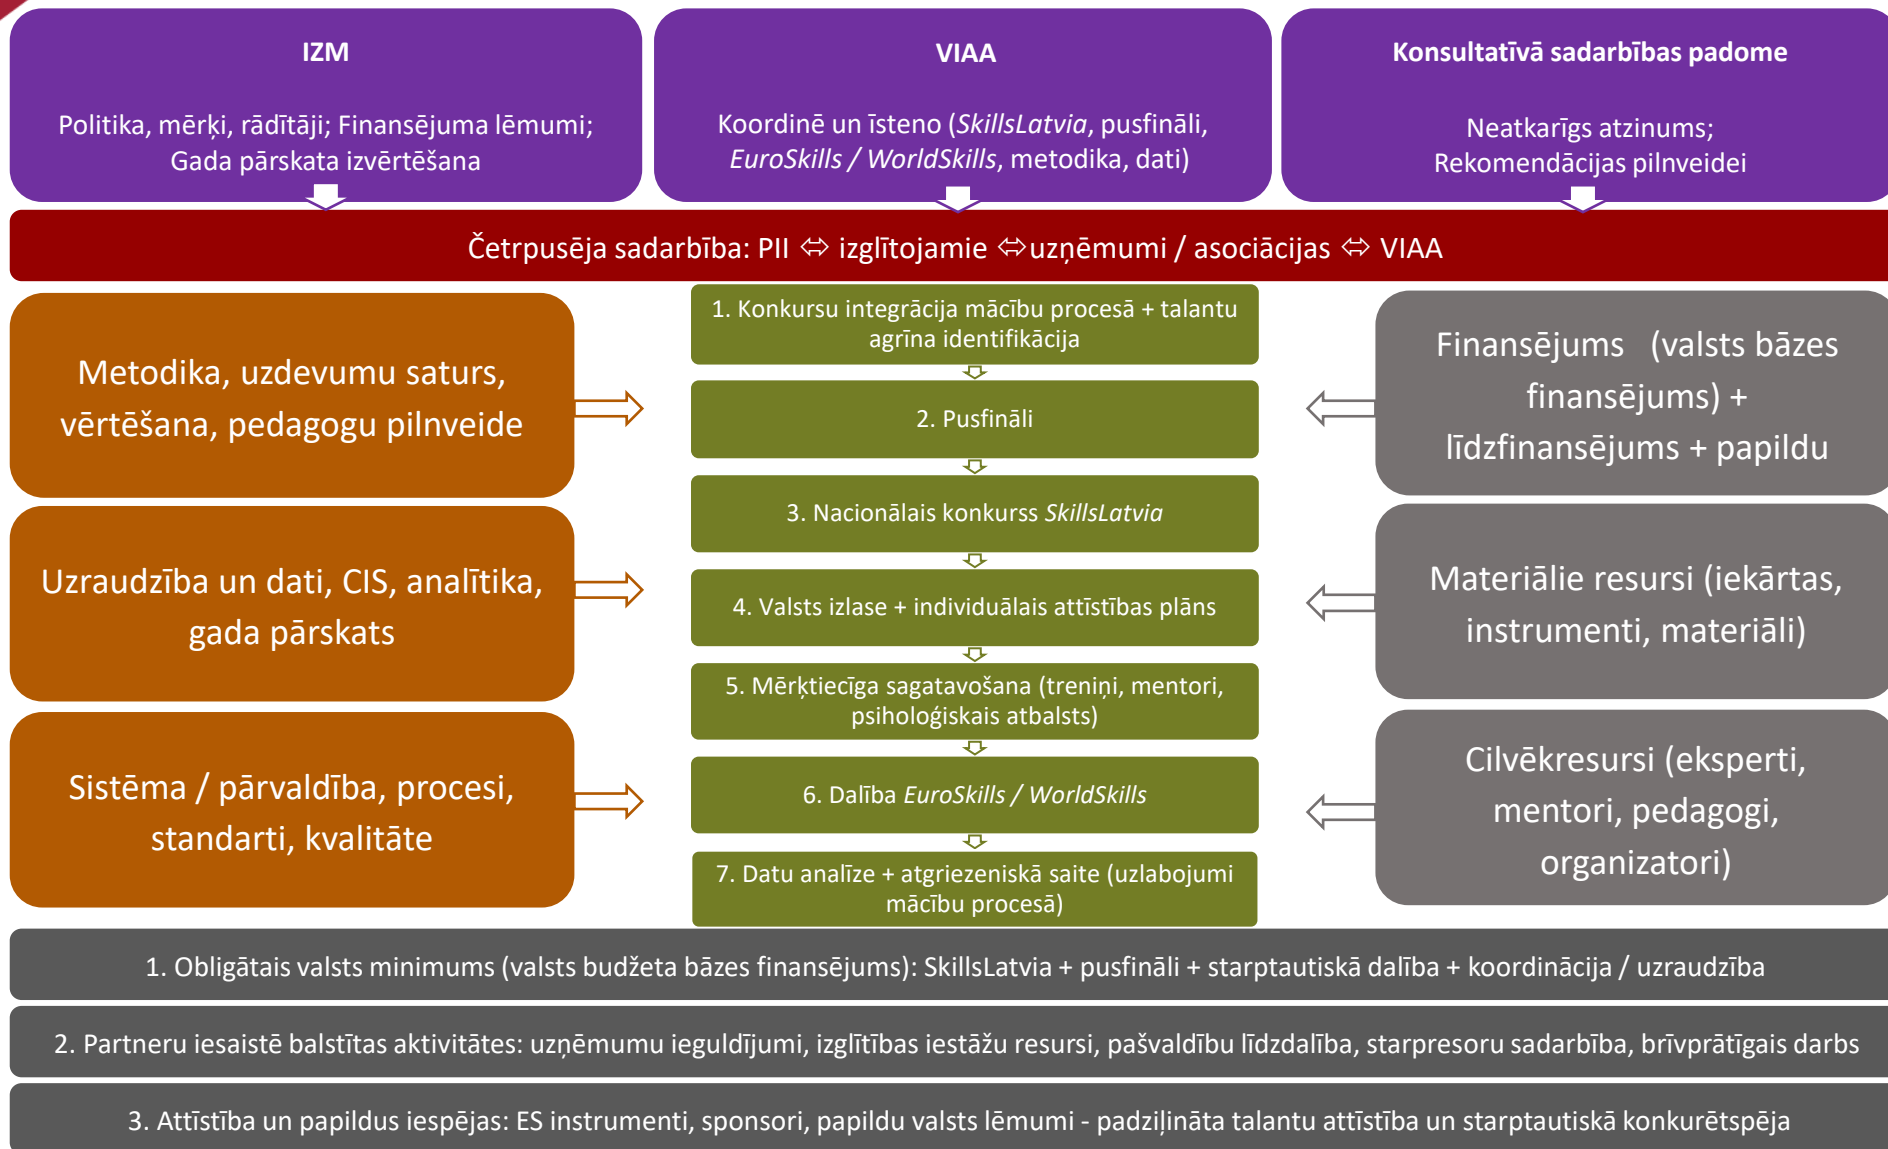 IZM
Politika, mērķi, rādītāji; Finansējuma lēmumi;
Gada pārskata izvērtēšana
VIAA
Koordinē un īsteno (SkillsLatvia, pusfināli,
EuroSkills / WorldSkills, metodika, dati)
Konsultatīvā sadarbības padome
Neatkarīgs atzinums;
Rekomendācijas pilnveidei
Četrpusēja sadarbība: PII ⇔ izglītojamie ⇔uzņēmumi / asociācijas ⇔ VIAA
Metodika, uzdevumu saturs,
vērtēšana, pedagogu pilnveide
Uzraudzība un dati, CIS, analītika,
gada pārskats
Sistēma / pārvaldība, procesi,
standarti, kvalitāte
1. Konkursu integrācija mācību procesā + talantu
agrīna identifikācija
2. Pusfināli
3. Nacionālais konkurss SkillsLatvia
4. Valsts izlase + individuālais attīstības plāns
5. Mērķtiecīga sagatavošana (treniņi, mentori,
psiholoģiskais atbalsts)
6. Dalība EuroSkills / WorldSkills
7. Datu analīze + atgriezeniskā saite (uzlabojumi
mācību procesā)
Finansējums (valsts bāzes
finansējums) +
līdzfinansējums + papildu
Materiālie resursi (iekārtas,
instrumenti, materiāli)
Cilvēkresursi (eksperti,
mentori, pedagogi,
organizatori)
1. Obligātais valsts minimums (valsts budžeta bāzes finansējums): SkillsLatvia + pusfināli + starptautiskā dalība + koordinācija / uzraudzība
2. Partneru iesaistē balstītas aktivitātes: uzņēmumu ieguldījumi, izglītības iestāžu resursi, pašvaldību līdzdalība, starpresoru sadarbība, brīvprātīgais darbs
3. Attīstība un papildus iespējas: ES instrumenti, sponsori, papildu valsts lēmumi - padziļināta talantu attīstība un starptautiskā konkurētspēja